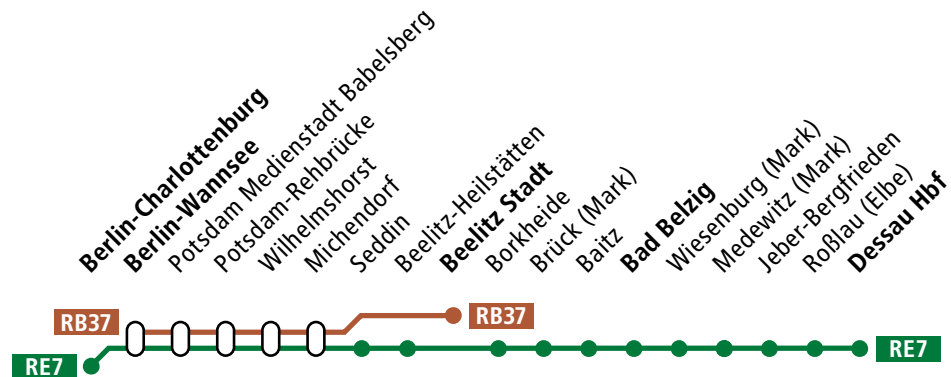 Berlin-Charlottenburg
Berlin-Wannsee
Potsdam Medienstadt Babelsberg
Potsdam-Rehbrücke
Wilhelmshorst
Michendorf
Seddin
Beelitz-Heilstätten
Beelitz Stadt
Borkheide
Brück (Mark)
Baitz
Bad Belzig
Wiesenburg (Mark)
Medewitz (Mark)
Jeber-Bergfrieden
Roßlau (Elbe)
Dessau Hbf
RB37
RB37
RE7
RE7